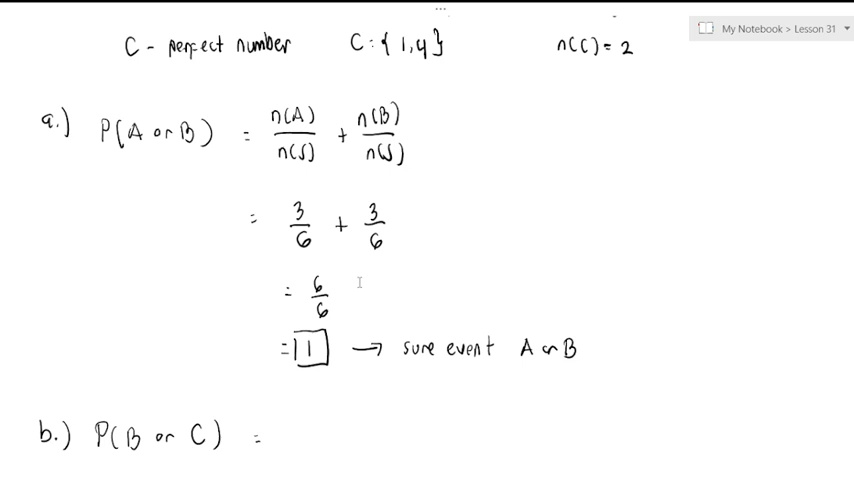 My Notebook > Lesson 31
C - perfect number C = { 1, 4 } n(C) = 2
a.) P(A or B) = n(A)/n(S) + n(B)/n(S)
= 3/6 + 3/6
= 6/6
= 1 → sure event A or B
b.) P(B or C) =